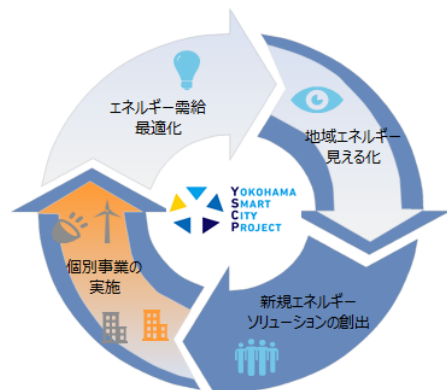 エネルギー需給
最適化
地域エネルギー
見える化
新規エネルギー
ソリューションの創出
個別事業の
実施
YOKOHAMA
SMART
CITY
PROJECT